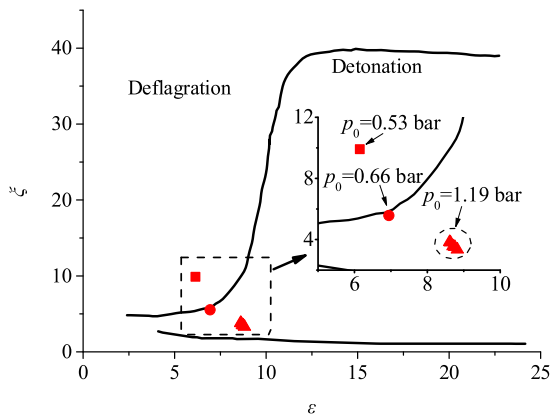 40
30
20
10
0
ξ
Deflagration
Detonation
12
8
4
p0=0.53 bar
p0=0.66 bar
p0=1.19 bar
6 8 10
0 5 10 15 20 25
ε